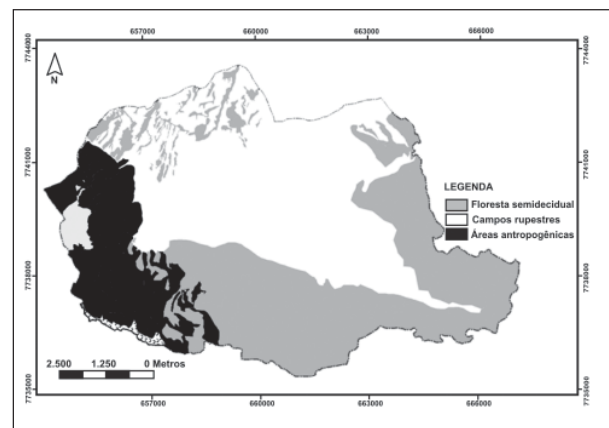 657000 660000 663000 666000
7744000 7744000
N
7741000 7741000
LEGENDA
Floresta semidecidual
Campos rupestres
Áreas antropogênicas
7738000 7738000
2.500 1.250 0 Metros
7735000 7735000
657000 660000 663000 666000